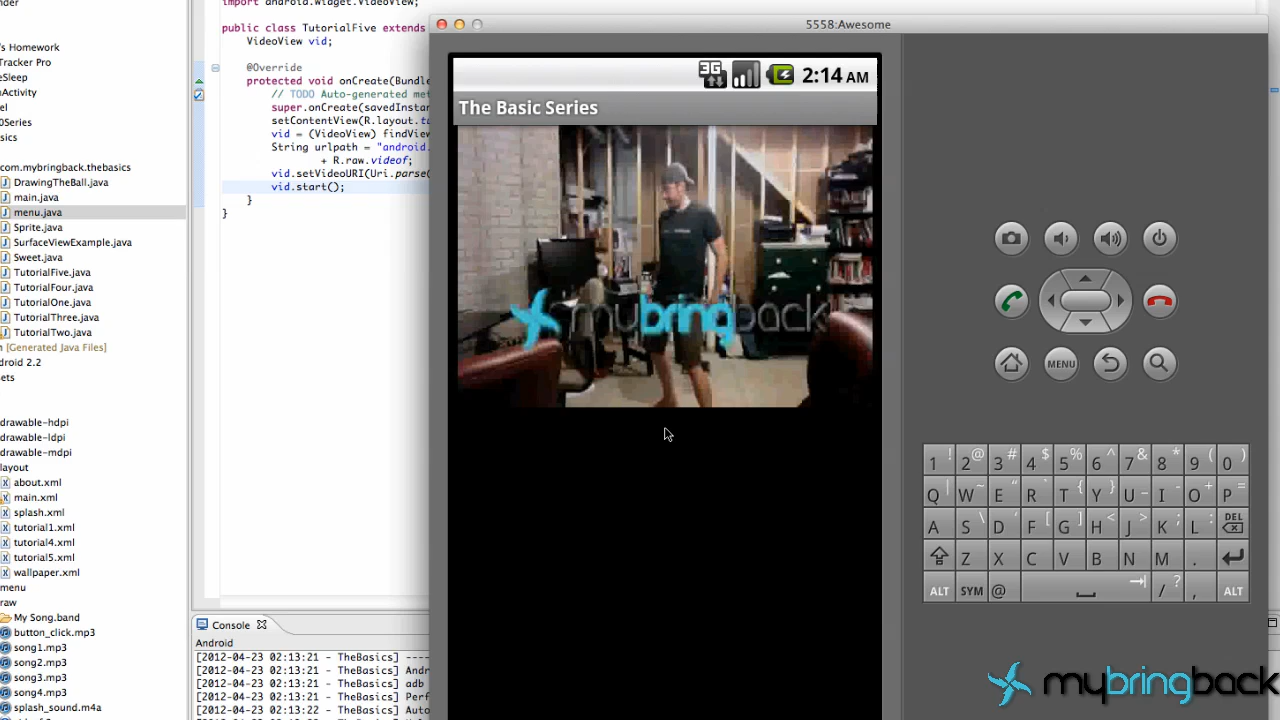 import android.widget.VideoView;
public class TutorialFive extends
VideoView vid;
@Override
protected void onCreate(Bundle
// TODO Auto-generated met
super.onCreate(savedInstan
setContentView(R.layout.tu
vid = (VideoView) findView
String urlpath = "android.
+ R.raw.videof;
vid.setVideoURI(Uri.parse(
vid.start();
}
}
's Homework
Tracker Pro
eSleep
Activity
el
0Series
sics
com.mybringback.thebasics
DrawingTheBall.java
main.java
menu.java
Sprite.java
SurfaceViewExample.java
Sweet.java
TutorialFive.java
TutorialFour.java
TutorialOne.java
TutorialThree.java
TutorialTwo.java
n [Generated Java Files]
droid 2.2
ets
drawable-hdpi
drawable-ldpi
drawable-mdpi
layout
about.xml
main.xml
splash.xml
tutorial1.xml
tutorial4.xml
tutorial5.xml
wallpaper.xml
menu
raw
My Song.band
button_click.mp3
song1.mp3
song2.mp3
song3.mp3
song4.mp3
splash_sound.m4a
Console
Android
[2012-04-23 02:13:21 - TheBasics] ----
[2012-04-23 02:13:21 - TheBasics] Andr
[2012-04-23 02:13:21 - TheBasics] adb
[2012-04-23 02:13:21 - TheBasics] Perf
[2012-04-23 02:13:22 - TheBasics] Auto
5558:Awesome
3G 2:14 AM
The Basic Series
mybringback
MENU
1 ! 2 @ 3 # 4 $ 5 % 6 ^ 7 & 8 * 9 ( 0 )
Q | W ~ E " R ` T { Y } U _ I - O + P =
A S \ D ' F [ G ] H < J > K ; L : DEL
Z X C V B N M .
ALT SYM @ / ? , ALT
mybringback